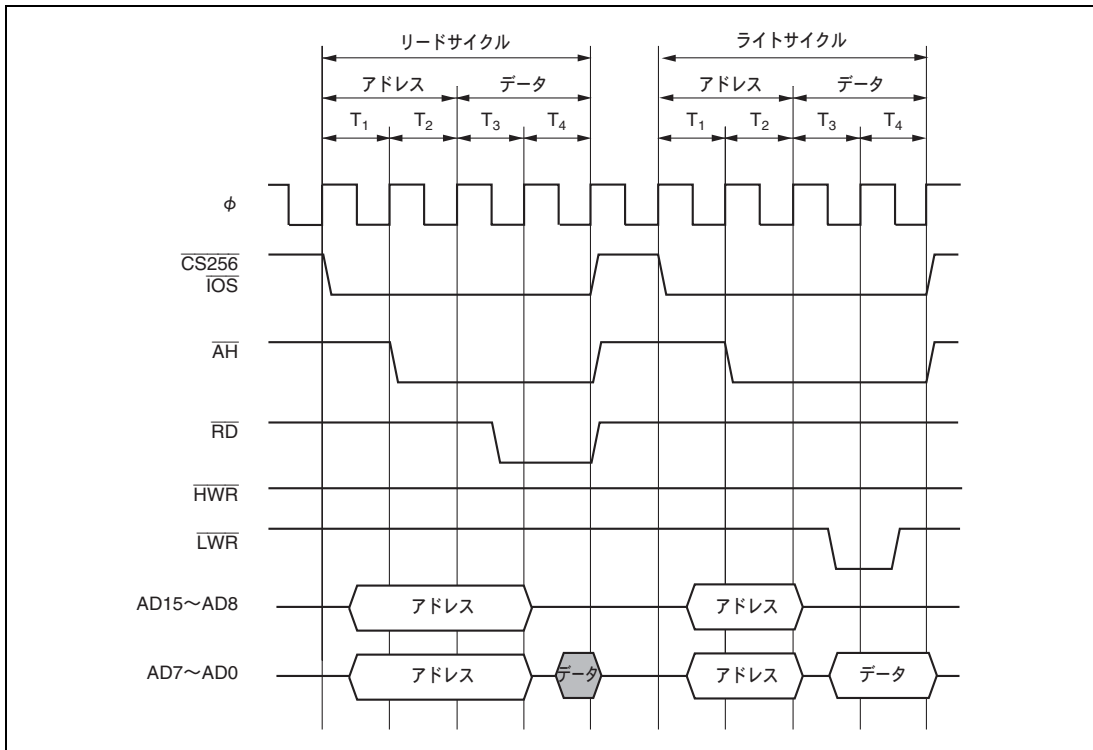 リードサイクル ライトサイクル
アドレス データ アドレス データ
T1 T2 T3 T4 T1 T2 T3 T4
φ
CS256
IOS
AH
RD
HWR
LWR
AD15～AD8 アドレス アドレス
AD7～AD0 アドレス データ アドレス データ